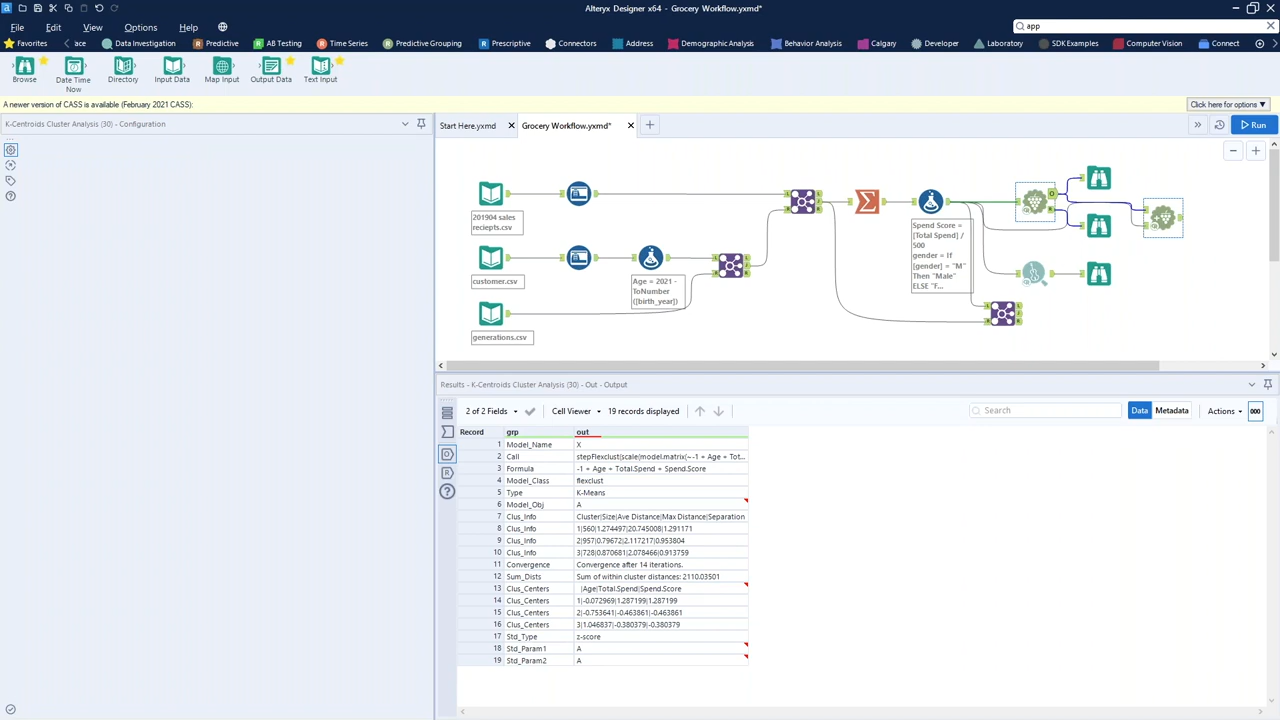 Alteryx Designer x64 - Grocery Workflow.yxmd*
File
Edit
View
Options
Help
app
Favorites
ace
Data Investigation
Predictive
AB Testing
Time Series
Predictive Grouping
Prescriptive
Connectors
Address
Demographic Analysis
Behavior Analysis
Calgary
Developer
Laboratory
SDK Examples
Computer Vision
Connect
Browse
Date Time
Now
Directory
Input Data
Map Input
Output Data
Text Input
A newer version of CASS is available (February 2021 CASS):
Click here for options ▼
K-Centroids Cluster Analysis (30) - Configuration
Start Here.yxmd
Grocery Workflow.yxmd*
Run
201904 sales
reciepts.csv
customer.csv
generations.csv
Age = 2021 -
ToNumber
([birth_year])
Spend Score =
[Total Spend] /
500
gender = If
[gender] = "M"
Then "Male"
ELSE "F...
Results - K-Centroids Cluster Analysis (30) - Out - Output
2 of 2 Fields
Cell Viewer
19 records displayed
Search
Data
Metadata
Actions
000
Record grp out
1 Model_Name X
2 Call stepFlexclust(scale(model.matrix(~-1 + Age + Tot...
3 Formula -1 + Age + Total.Spend + Spend.Score
4 Model_Class flexclust
5 Type K-Means
6 Model_Obj A
7 Clus_Info Cluster|Size|Ave Distance|Max Distance|Separation
8 Clus_Info 1|560|1.274497|20.745008|1.291171
9 Clus_Info 2|957|0.79672|2.117217|0.953804
10 Clus_Info 3|728|0.870681|2.078466|0.913759
11 Convergence Convergence after 14 iterations.
12 Sum_Dists Sum of within cluster distances: 2110.03501
13 Clus_Centers |Age|Total.Spend|Spend.Score
14 Clus_Centers 1|-0.072969|1.287199|1.287199
15 Clus_Centers 2|-0.753641|-0.463861|-0.463861
16 Clus_Centers 3|1.046837|-0.380379|-0.380379
17 Std_Type z-score
18 Std_Param1 A
19 Std_Param2 A